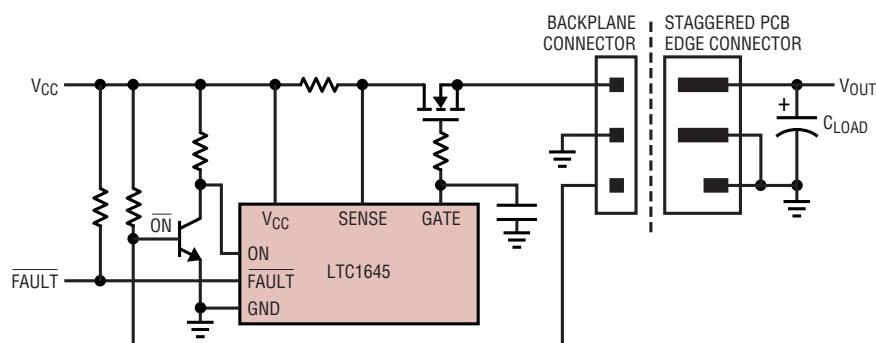 BACKPLANE
CONNECTOR
STAGGERED PCB
EDGE CONNECTOR
VCC
VOUT
+
CLOAD
ON
VCC
SENSE
GATE
ON
FAULT
FAULT
LTC1645
GND